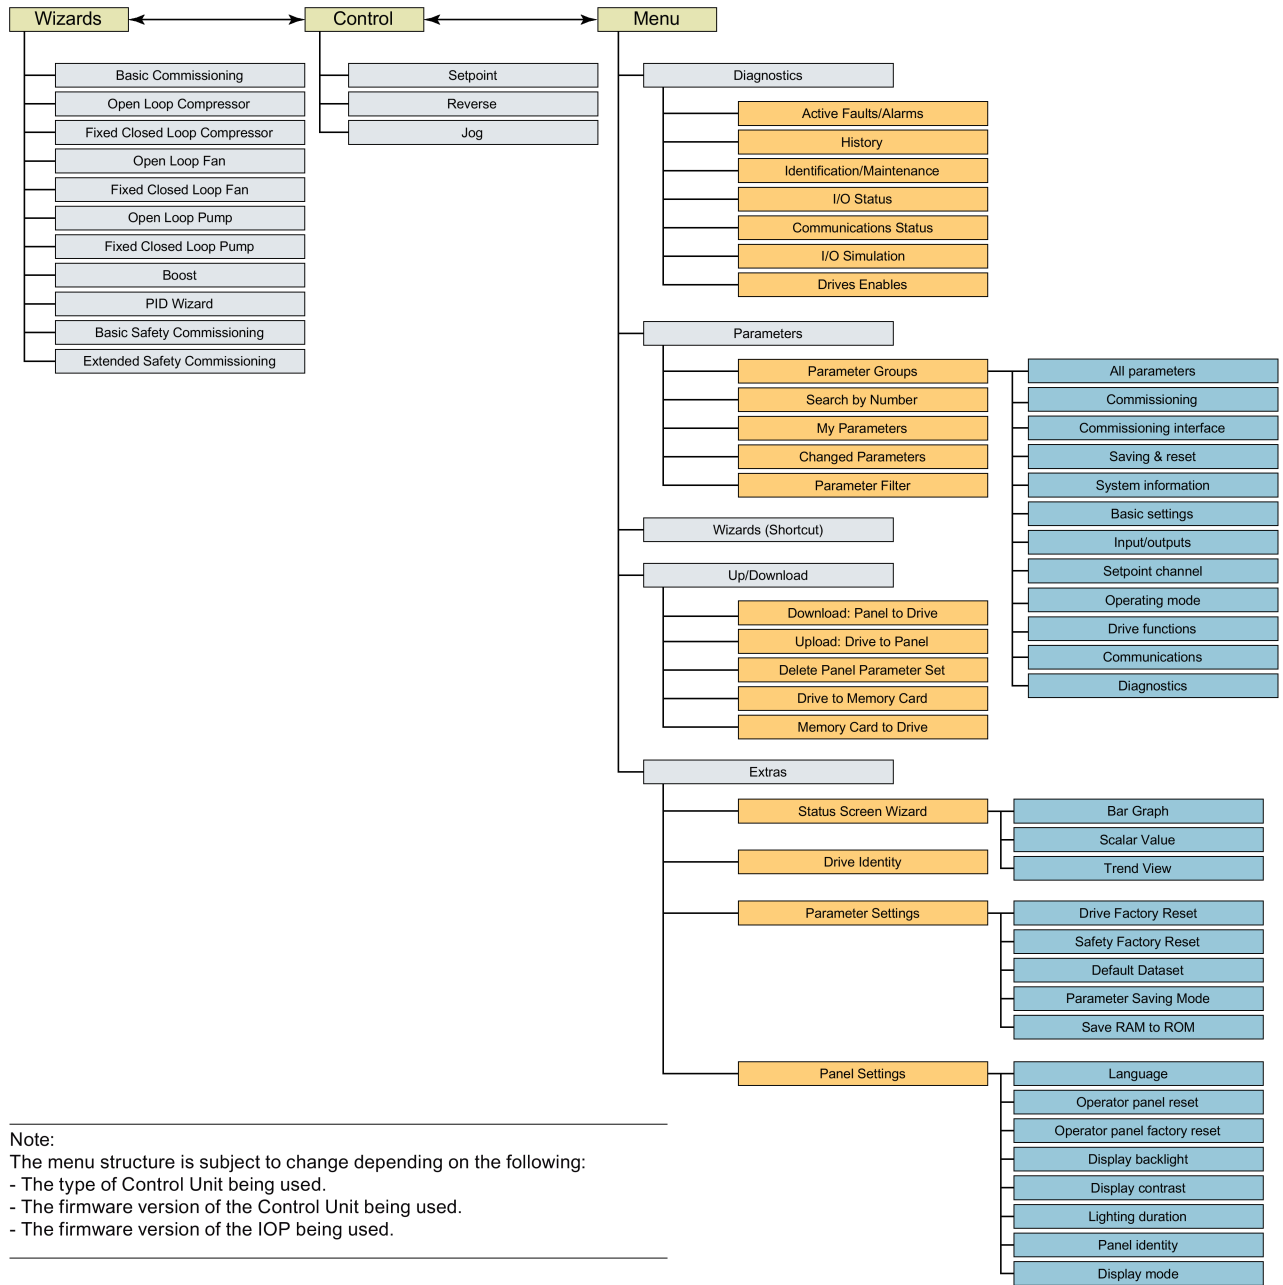 Wizards
Control
Menu
Basic Commissioning
Open Loop Compressor
Fixed Closed Loop Compressor
Open Loop Fan
Fixed Closed Loop Fan
Open Loop Pump
Fixed Closed Loop Pump
Boost
PID Wizard
Basic Safety Commissioning
Extended Safety Commissioning
Setpoint
Reverse
Jog
Diagnostics
Active Faults/Alarms
History
Identification/Maintenance
I/O Status
Communications Status
I/O Simulation
Drives Enables
Parameters
Parameter Groups
Search by Number
My Parameters
Changed Parameters
Parameter Filter
All parameters
Commissioning
Commissioning interface
Saving & reset
System information
Basic settings
Input/outputs
Setpoint channel
Operating mode
Drive functions
Communications
Diagnostics
Wizards (Shortcut)
Up/Download
Download: Panel to Drive
Upload: Drive to Panel
Delete Panel Parameter Set
Drive to Memory Card
Memory Card to Drive
Extras
Status Screen Wizard
Bar Graph
Scalar Value
Trend View
Drive Identity
Parameter Settings
Drive Factory Reset
Safety Factory Reset
Default Dataset
Parameter Saving Mode
Save RAM to ROM
Panel Settings
Language
Operator panel reset
Operator panel factory reset
Display backlight
Display contrast
Lighting duration
Panel identity
Display mode
Note:
The menu structure is subject to change depending on the following:
- The type of Control Unit being used.
- The firmware version of the Control Unit being used.
- The firmware version of the IOP being used.